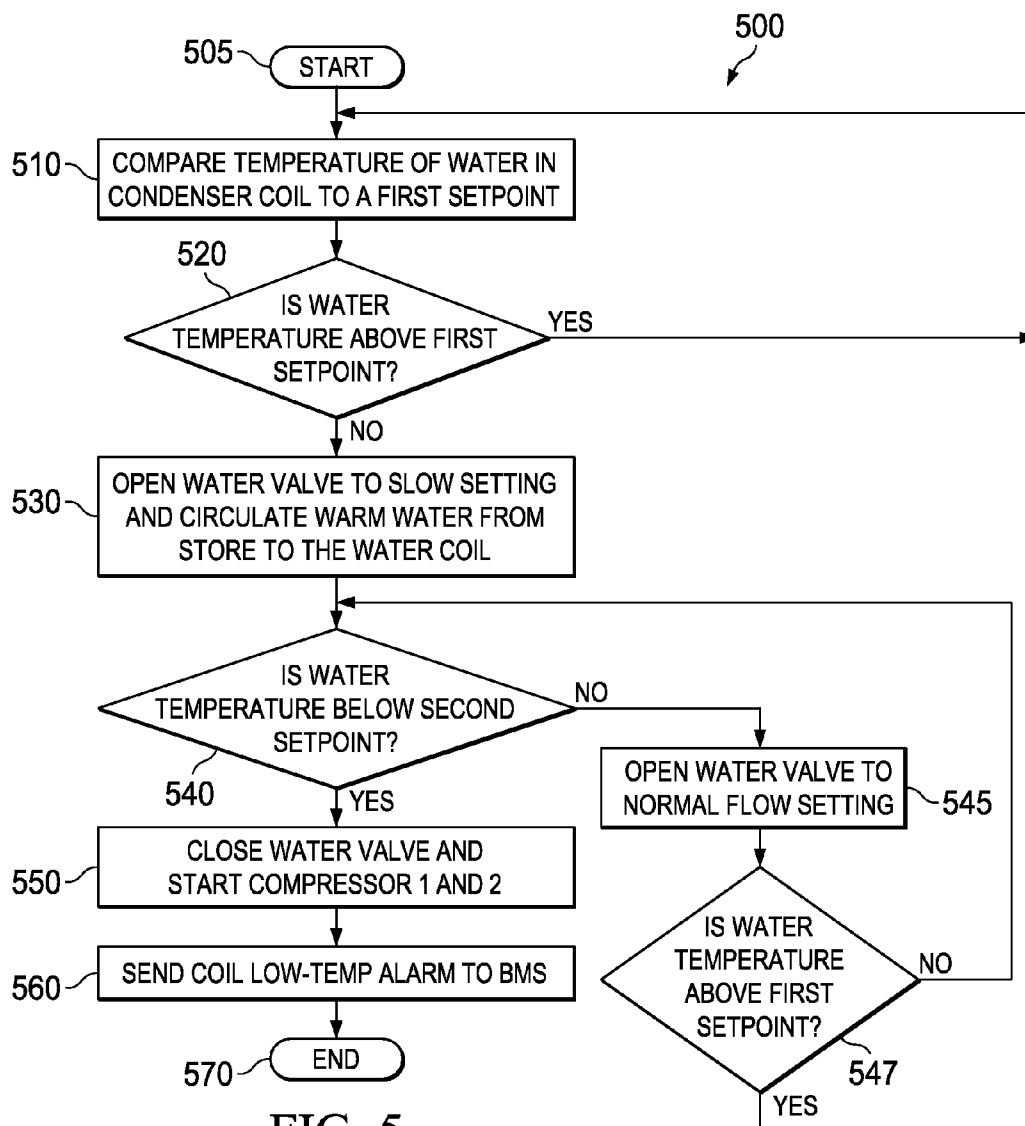 500
505
START
510
COMPARE TEMPERATURE OF WATER IN
CONDENSER COIL TO A FIRST SETPOINT
520
IS WATER
TEMPERATURE ABOVE FIRST
SETPOINT?
YES
NO
530
OPEN WATER VALVE TO SLOW SETTING
AND CIRCULATE WARM WATER FROM
STORE TO THE WATER COIL
IS WATER
TEMPERATURE BELOW SECOND
SETPOINT?
NO
540
YES
OPEN WATER VALVE TO
NORMAL FLOW SETTING
545
550
CLOSE WATER VALVE AND
START COMPRESSOR 1 AND 2
IS WATER
TEMPERATURE
ABOVE FIRST
SETPOINT?
NO
547
YES
560
SEND COIL LOW-TEMP ALARM TO BMS
570
END
FIG. 5